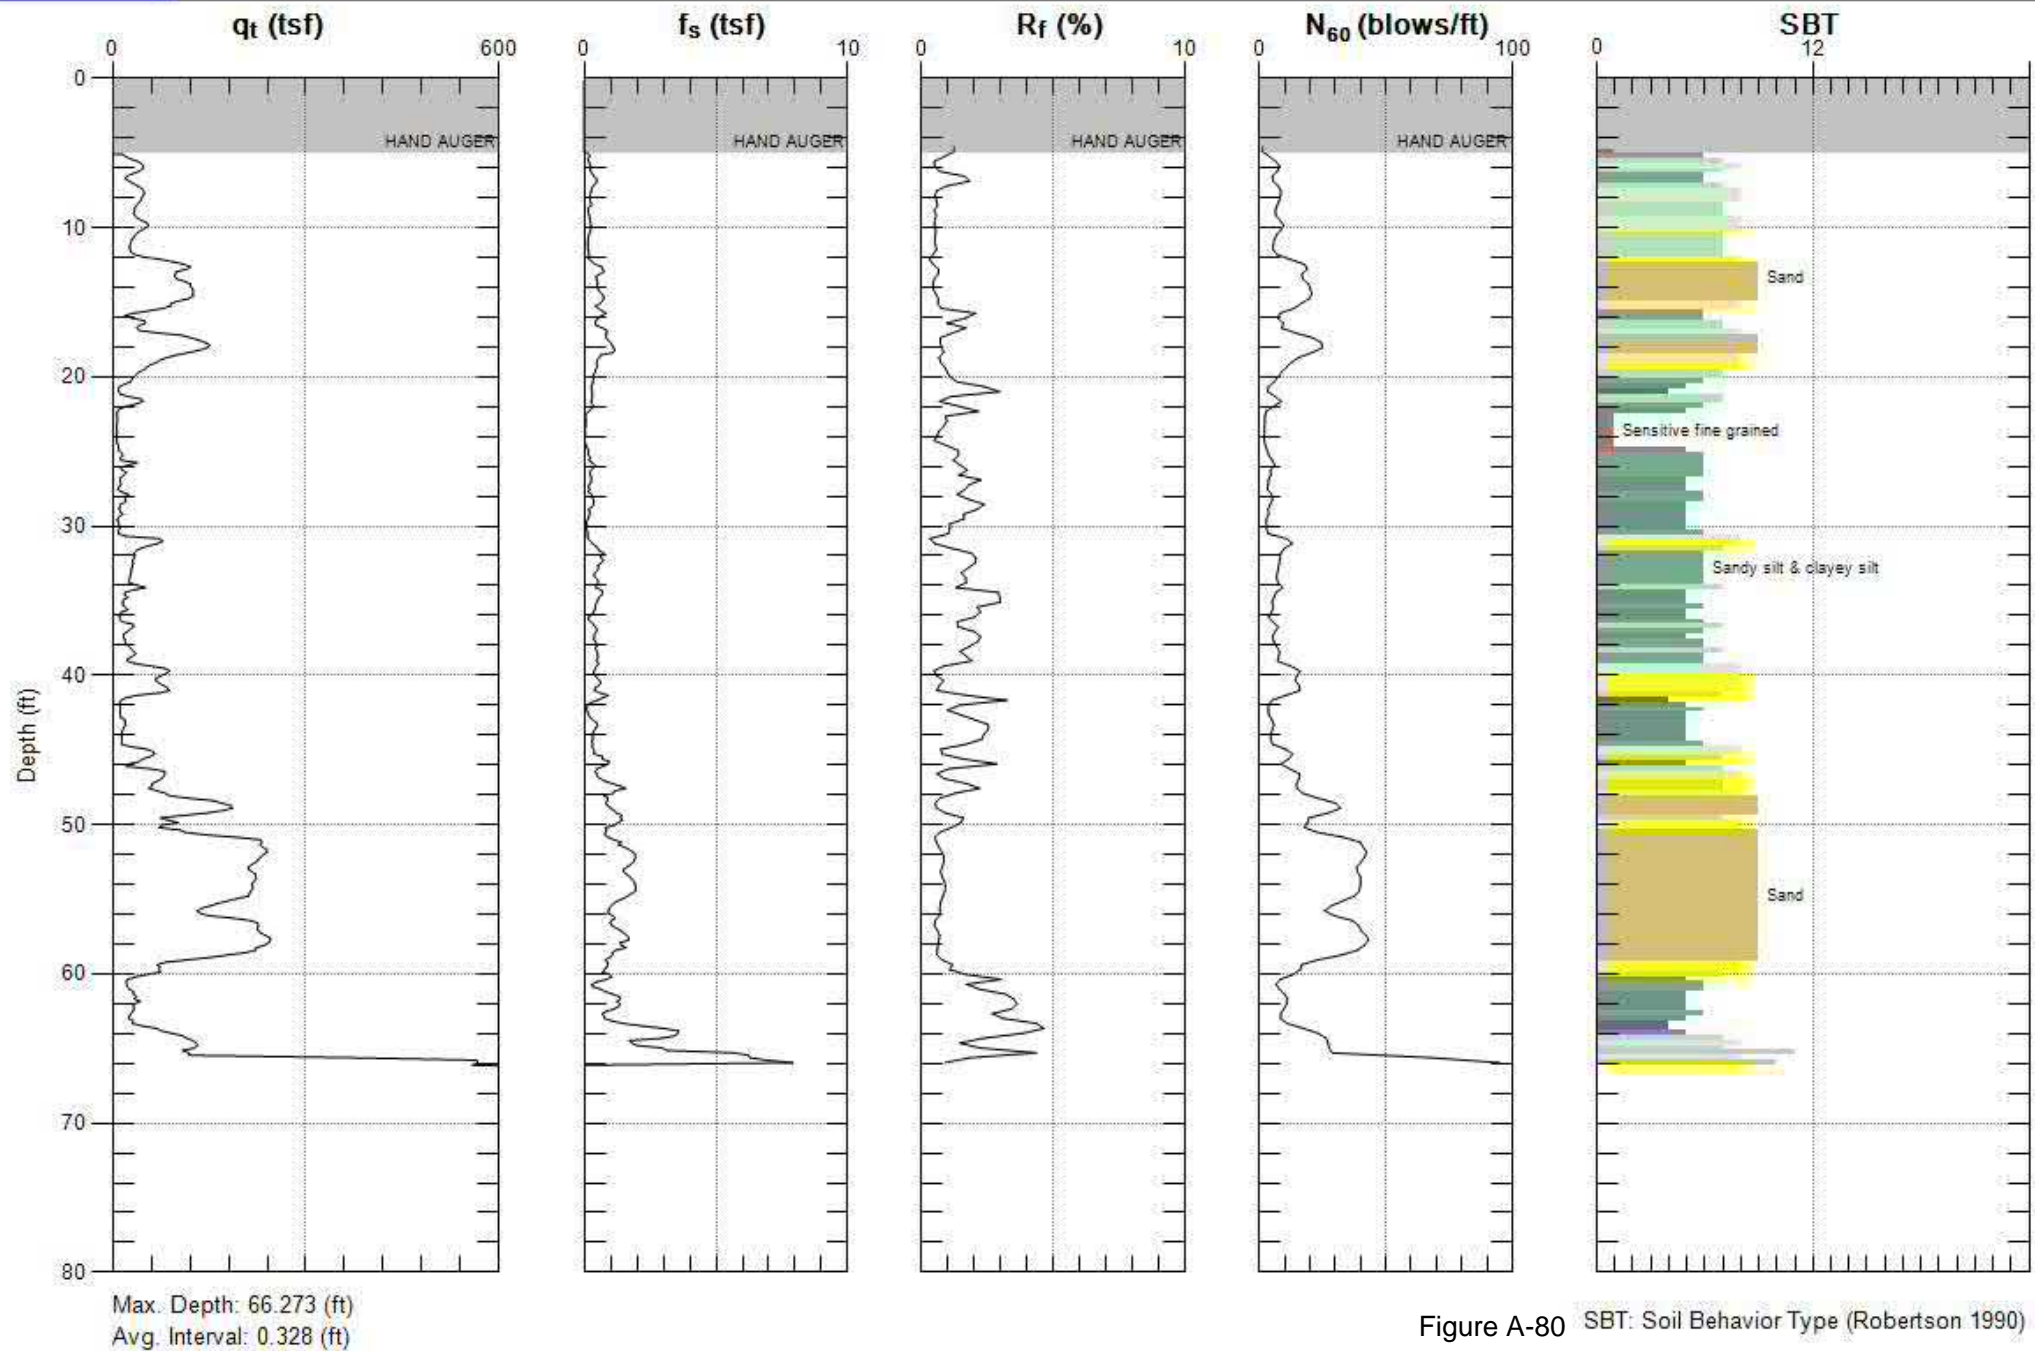 qt (tsf) fs (tsf) Rf (%) N60 (blows/ft) SBT
0 600 0 10 0 10 0 100 0 12
0
HAND AUGER HAND AUGER HAND AUGER HAND AUGER
10
Sand
20
Sensitive fine grained
30
Sandy silt & clayey silt
40
Depth (ft)
50
Sand
60
70
80
Max. Depth: 66.273 (ft)
Avg. Interval: 0.328 (ft)
Figure A-80 SBT: Soil Behavior Type (Robertson 1990)